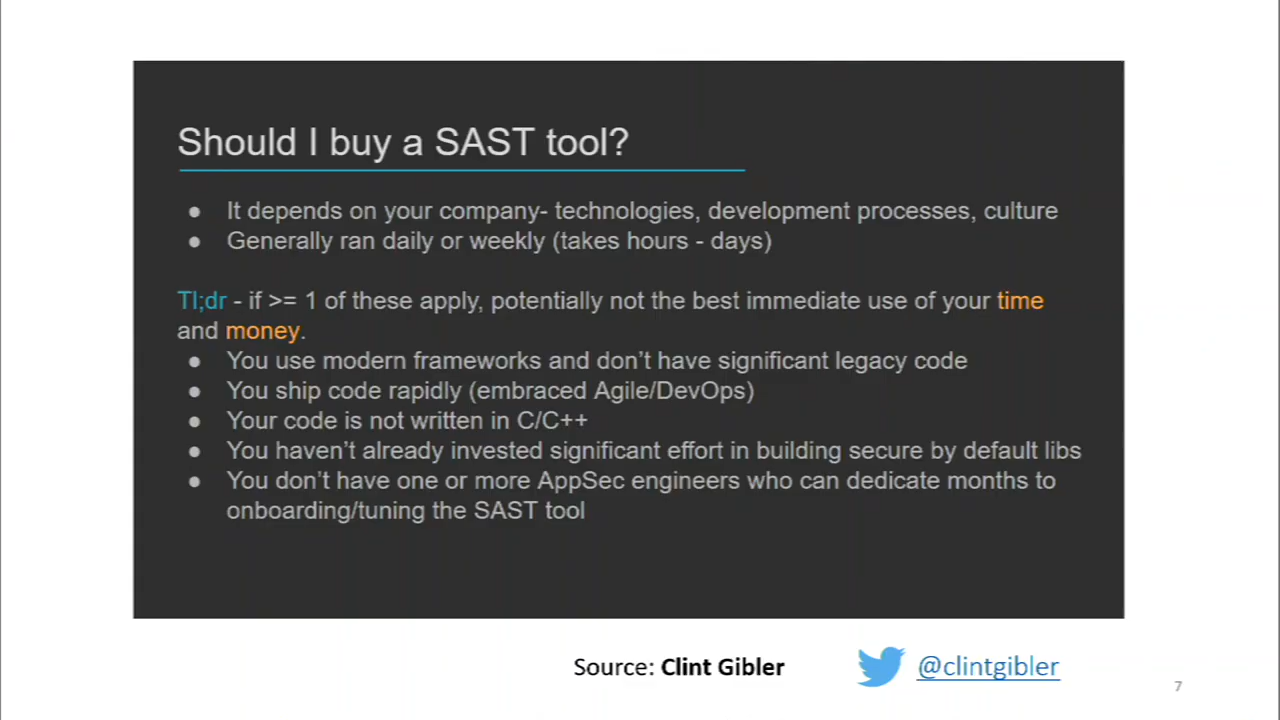 Should I buy a SAST tool?
● It depends on your company- technologies, development processes, culture
● Generally ran daily or weekly (takes hours - days)
Tl;dr - if >= 1 of these apply, potentially not the best immediate use of your time
and money.
● You use modern frameworks and don't have significant legacy code
● You ship code rapidly (embraced Agile/DevOps)
● Your code is not written in C/C++
● You haven't already invested significant effort in building secure by default libs
● You don't have one or more AppSec engineers who can dedicate months to
onboarding/tuning the SAST tool
Source: Clint Gibler @clintgibler
7